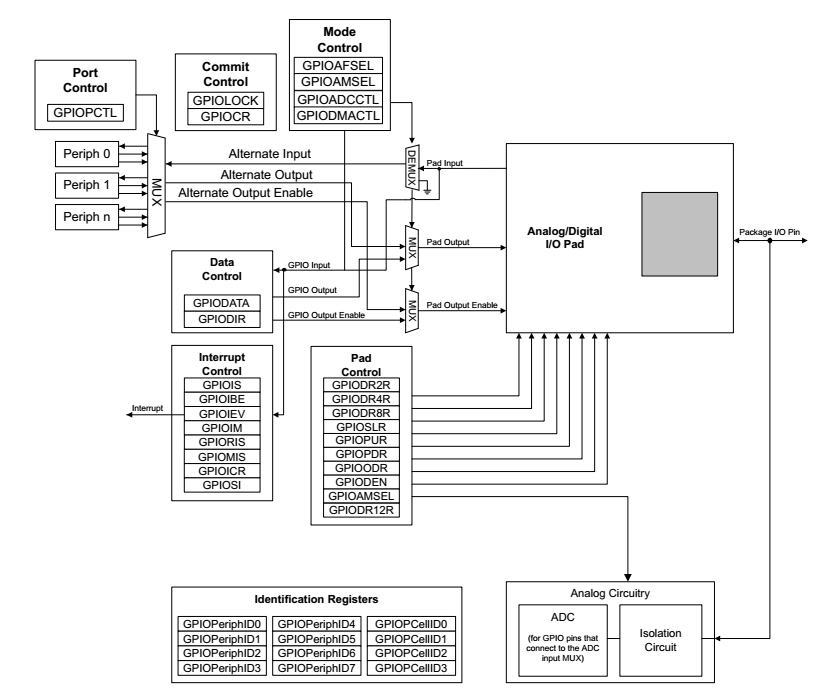 Mode
Control
GPIOAFSEL
GPIOAMSEL
GPIOADCCTL
GPIODMACTL
Commit
Control
GPIOLOCK
GPIOCR
Port
Control
GPIOPCTL
Periph 0
Periph 1
Periph n
MUX
Alternate Input
Alternate Output
Alternate Output Enable
DEMUX
Pad Input
MUX
Pad Output
MUX
Pad Output Enable
Analog/Digital
I/O Pad
Package I/O Pin
Data
Control
GPIODATA
GPIODIR
GPIO Input
GPIO Output
GPIO Output Enable
Interrupt
Control
GPIOIS
GPIOIBE
GPIOIEV
GPIOIM
GPIORIS
GPIOMIS
GPIOICR
GPIOSI
Interrupt
Pad
Control
GPIODR2R
GPIODR4R
GPIODR8R
GPIOSLR
GPIOPUR
GPIOPDR
GPIOODR
GPIODEN
GPIOAMSEL
GPIODR12R
Identification Registers
GPIOPeriphID0 GPIOPeriphID4 GPIOPCellID0
GPIOPeriphID1 GPIOPeriphID5 GPIOPCellID1
GPIOPeriphID2 GPIOPeriphID6 GPIOPCellID2
GPIOPeriphID3 GPIOPeriphID7 GPIOPCellID3
Analog Circuitry
ADC
(for GPIO pins that
connect to the ADC
input MUX)
Isolation
Circuit